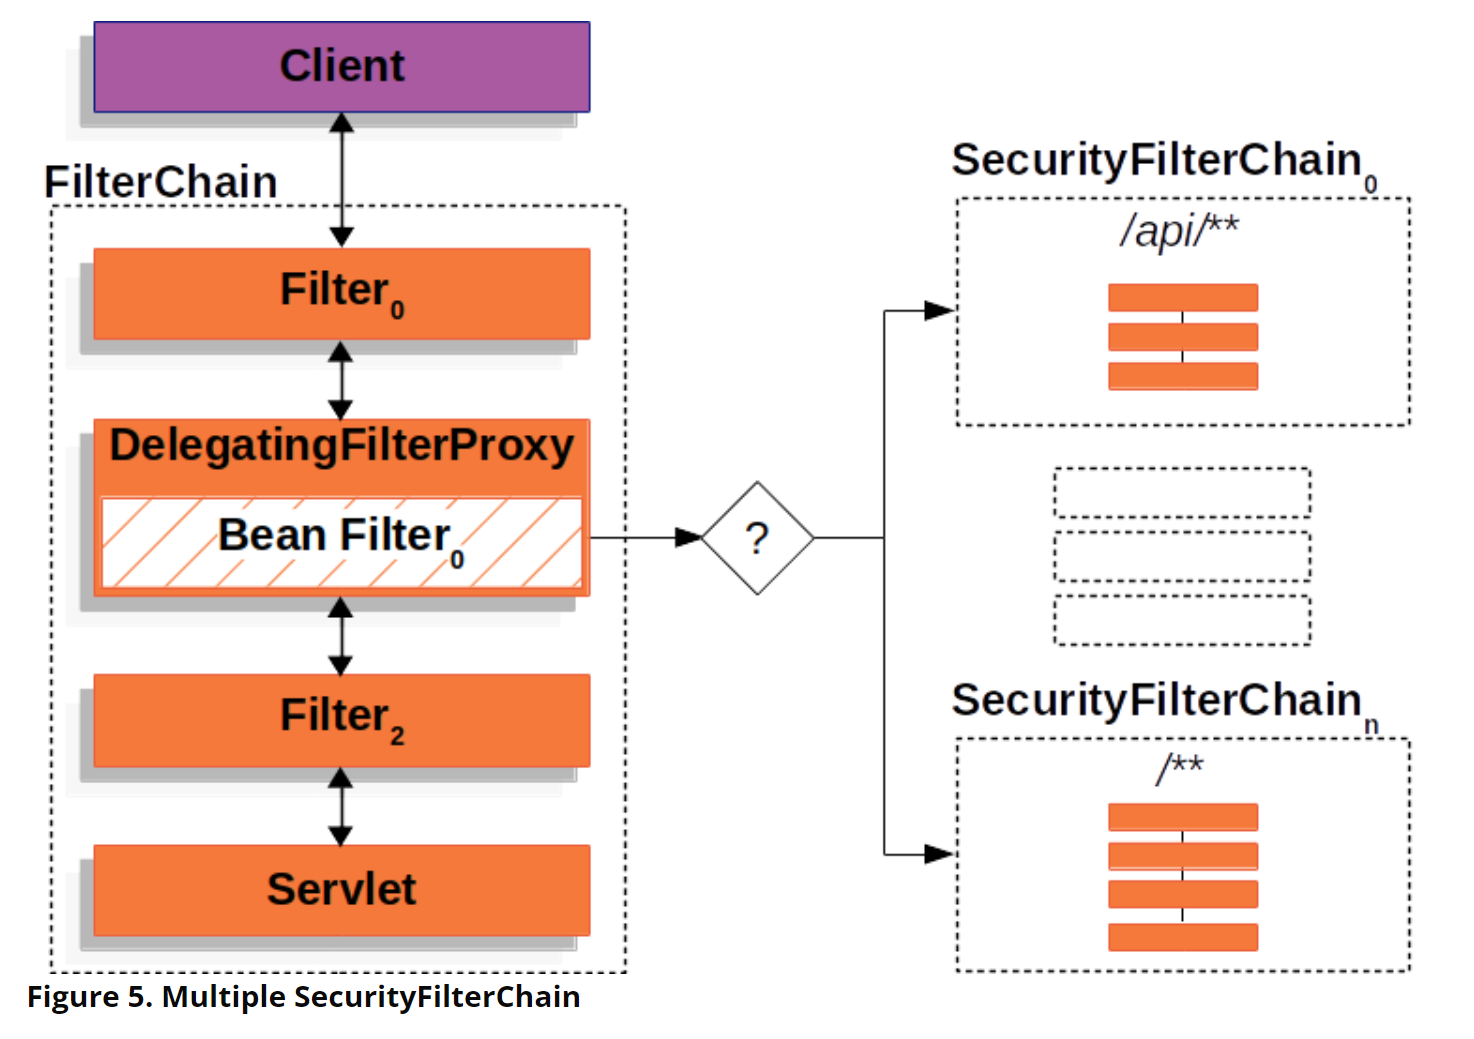 Client
FilterChain
Filter0
DelegatingFilterProxy
Bean Filter0
Filter2
Servlet
?
SecurityFilterChain0
/api/**
SecurityFilterChainn
/**
Figure 5. Multiple SecurityFilterChain